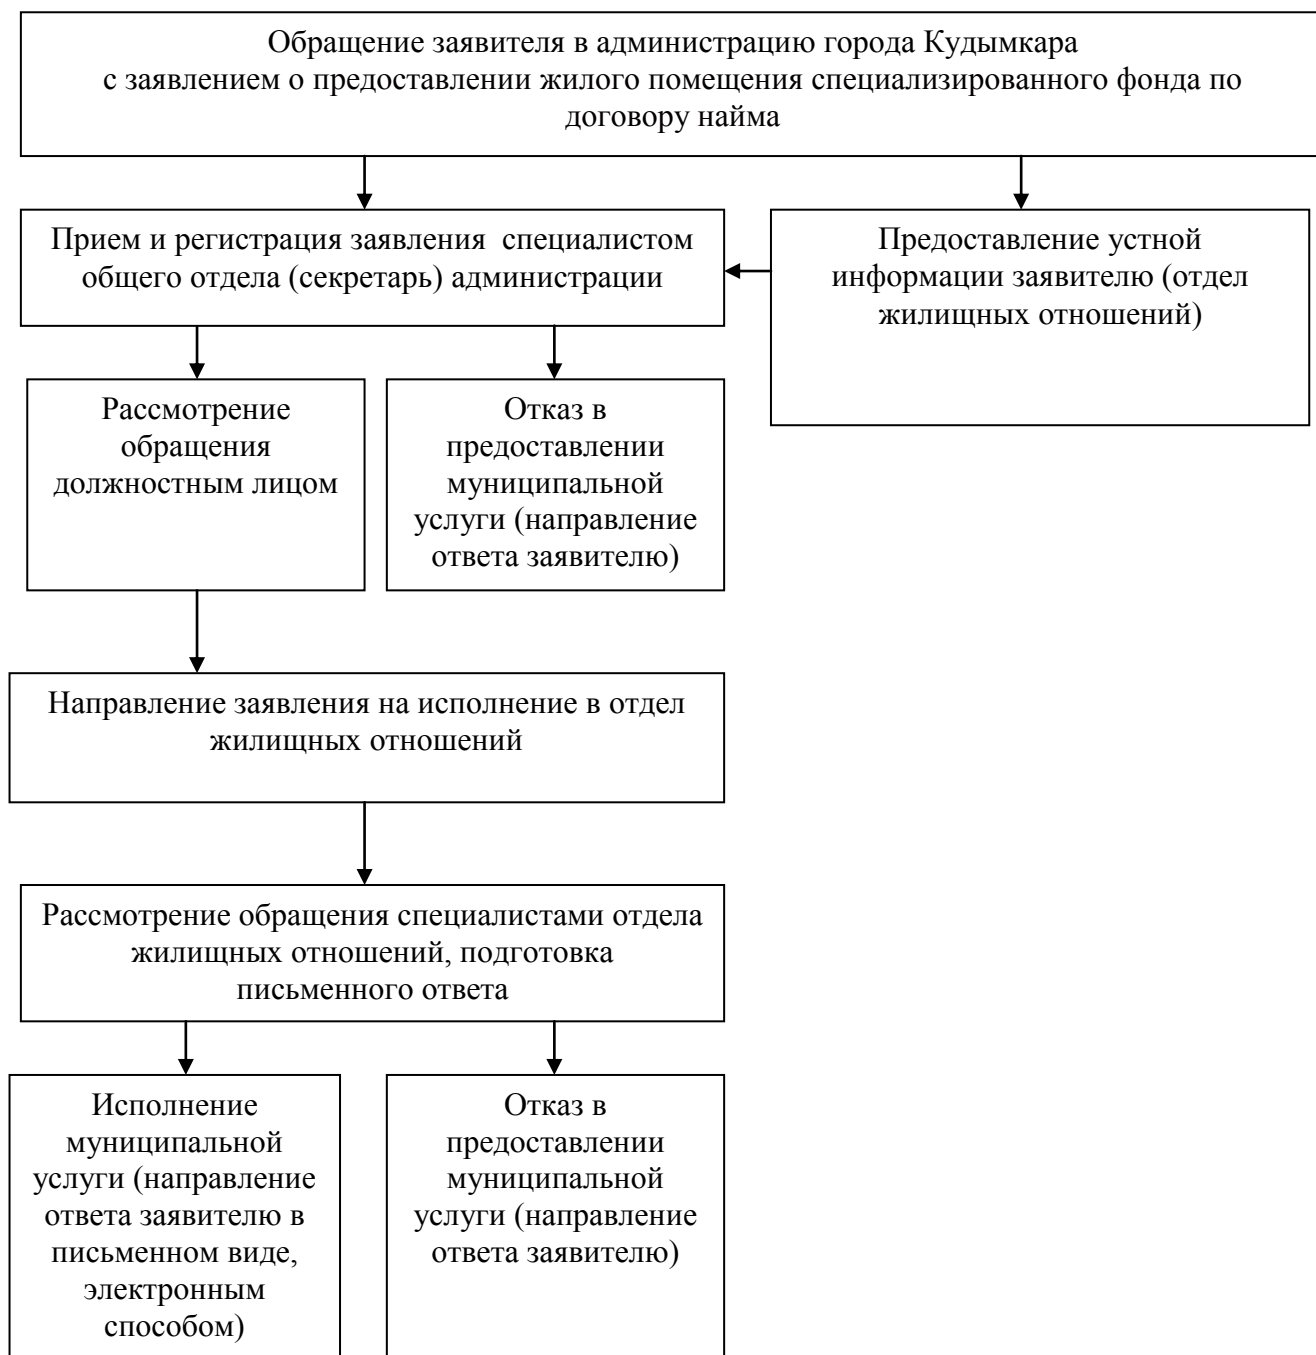 Обращение заявителя в администрацию города Кудымкара
с заявлением о предоставлении жилого помещения специализированного фонда по
договору найма
Прием и регистрация заявления специалистом
общего отдела (секретарь) администрации
Предоставление устной
информации заявителю (отдел
жилищных отношений)
Рассмотрение
обращения
должностным лицом
Отказ в
предоставлении
муниципальной
услуги (направление
ответа заявителю)
Направление заявления на исполнение в отдел
жилищных отношений
Рассмотрение обращения специалистами отдела
жилищных отношений, подготовка
письменного ответа
Исполнение
муниципальной
услуги (направление
ответа заявителю в
письменном виде,
электронным
способом)
Отказ в
предоставлении
муниципальной
услуги (направление
ответа заявителю)